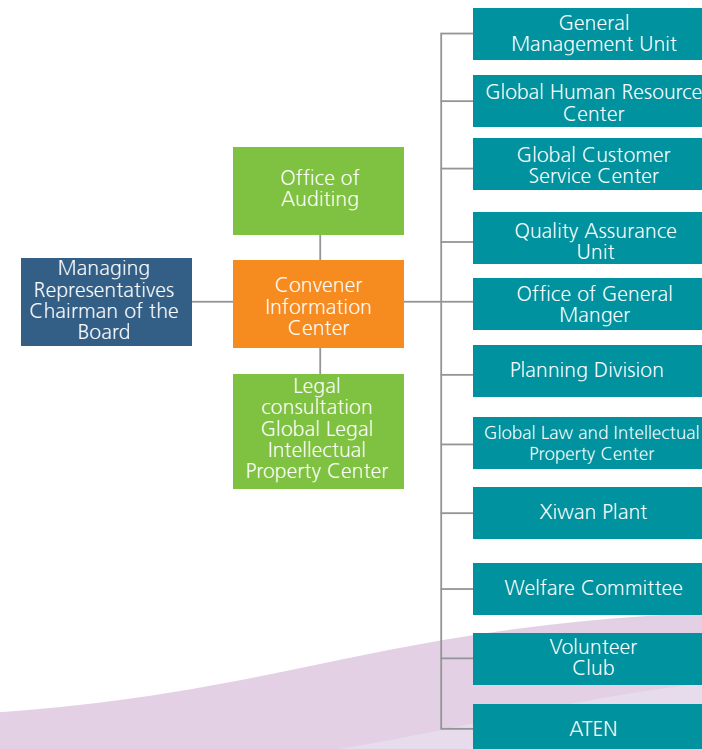 Managing
Representatives
Chairman of the
Board
Office of
Auditing
Convener
Information
Center
Legal
consultation
Global Legal
Intellectual
Property Center
General
Management Unit
Global Human Resource
Center
Global Customer
Service Center
Quality Assurance
Unit
Office of General
Manger
Planning Division
Global Law and Intellectual
Property Center
Xiwan Plant
Welfare Committee
Volunteer
Club
ATEN